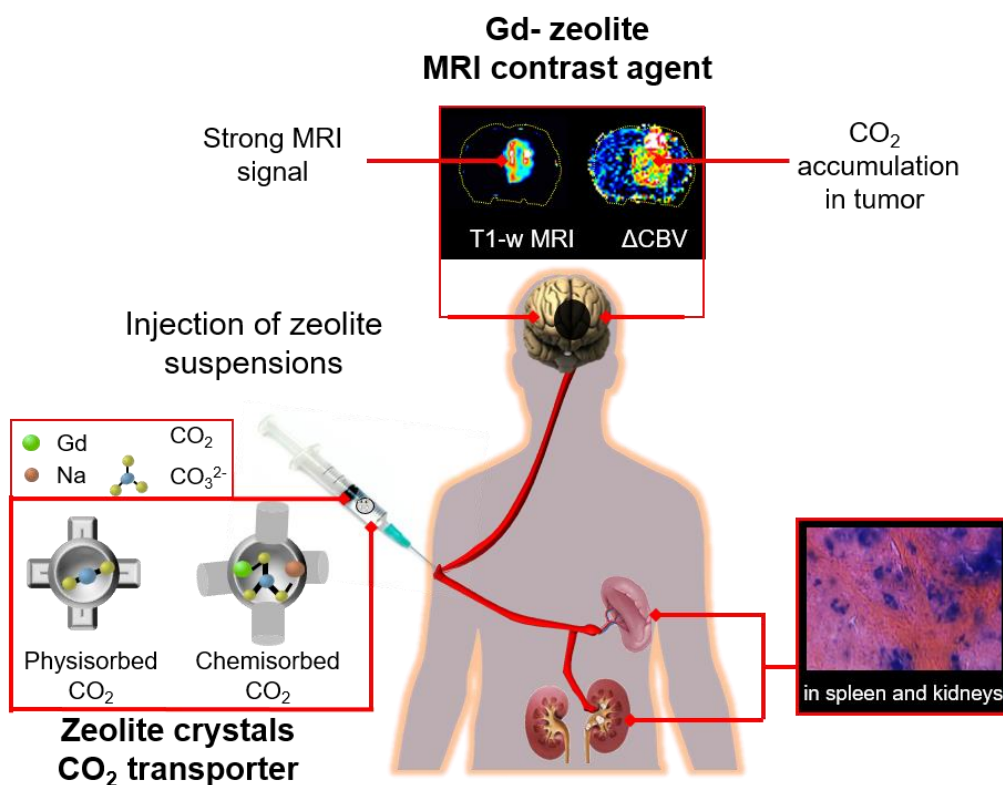 Gd- zeolite
MRI contrast agent
Strong MRI
signal
CO₂
accumulation
in tumor
T1-w MRI
ΔCBV
Injection of zeolite
suspensions
Gd
CO₂
Na
CO₃²⁻
Physisorbed
CO₂
Chemisorbed
CO₂
in spleen and kidneys
Zeolite crystals
CO₂ transporter